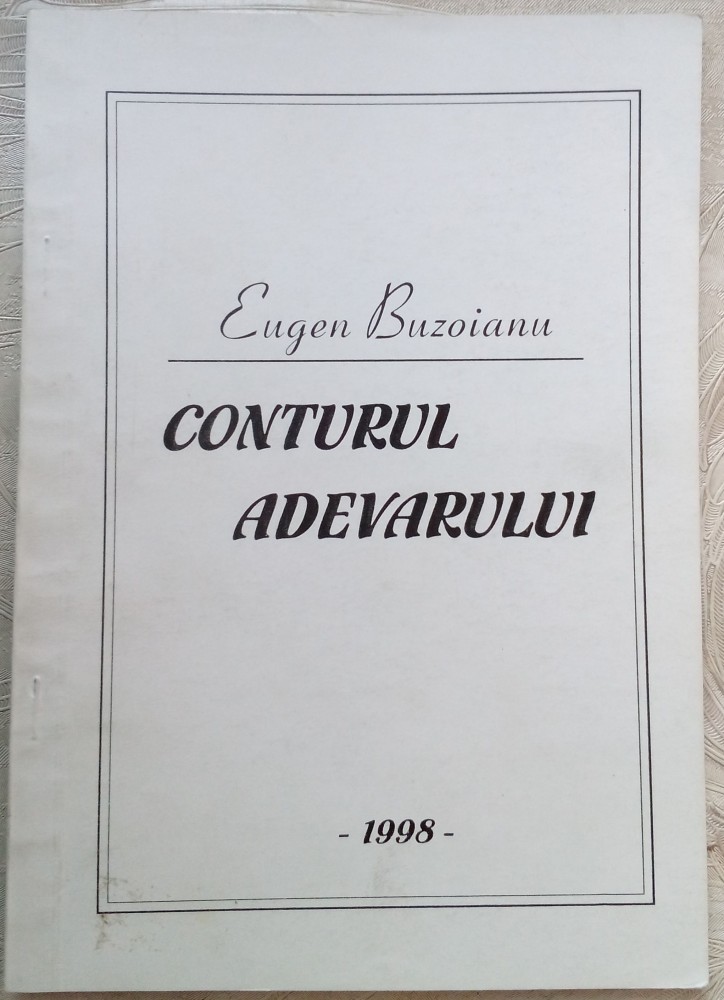 Eugen Buzoianu
CONTURUL
ADEVARULUI
- 1998 -